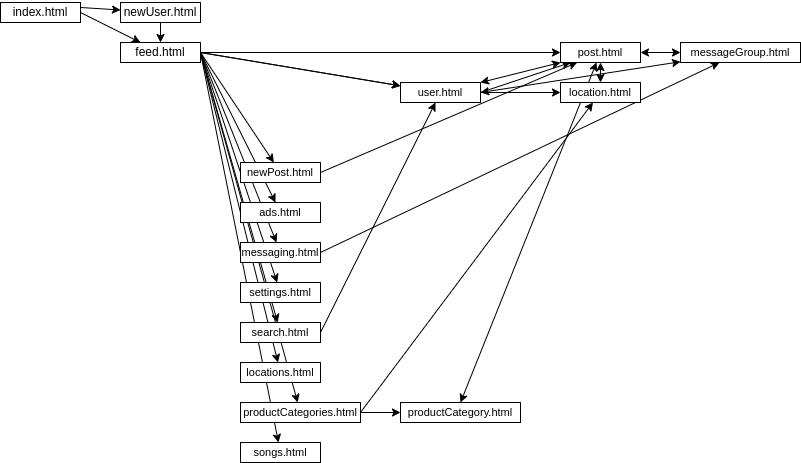 index.html
newUser.html
feed.html
post.html
messageGroup.html
user.html
location.html
newPost.html
ads.html
messaging.html
settings.html
search.html
locations.html
productCategories.html
productCategory.html
songs.html